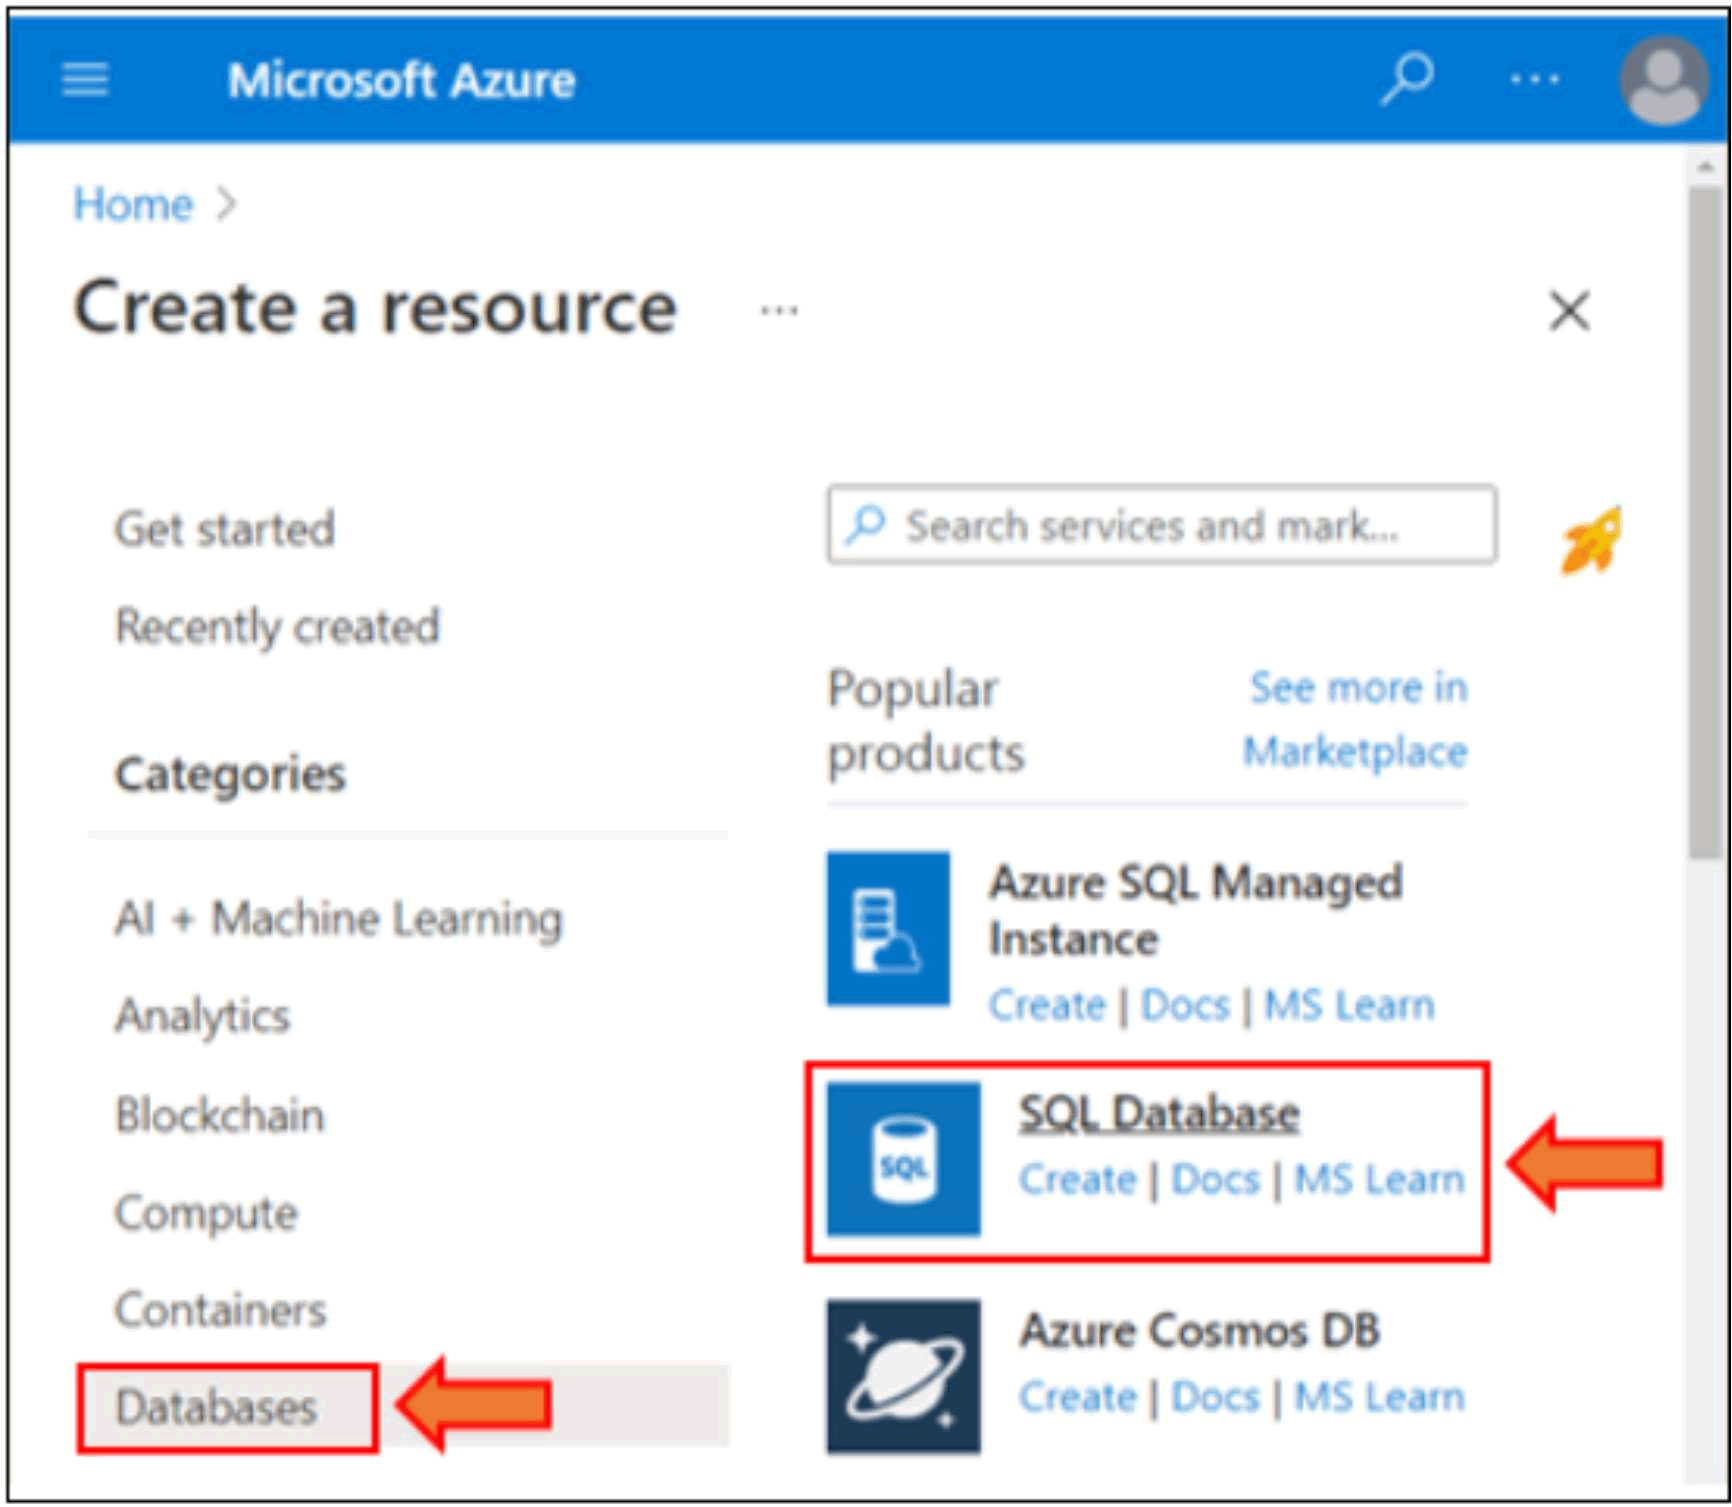 Microsoft Azure
Home
Create a resource
Get started
Recently created
Categories
AI + Machine Learning
Analytics
Blockchain
Compute
Containers
Databases
Search services and mark...
Popular
products
See more in
Marketplace
Azure SQL Managed
Instance
Create | Docs | MS Learn
SQL
SQL Database
Create | Docs | MS Learn
Azure Cosmos DB
Create | Docs | MS Learn